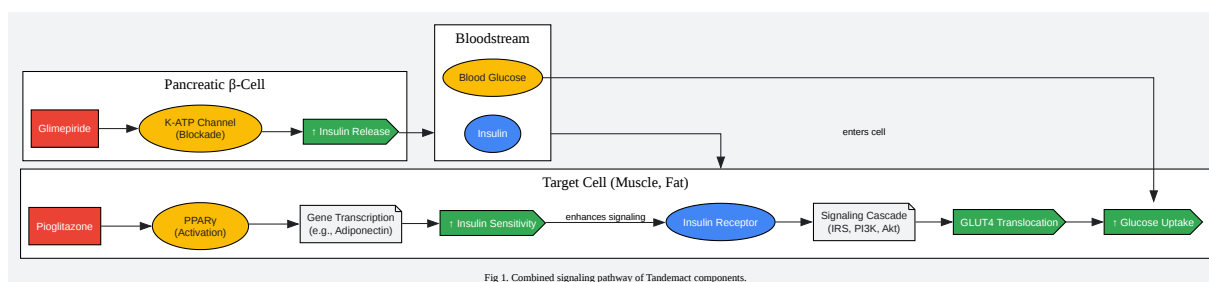 Bloodstream
Pancreatic β-Cell
Blood Glucose
Glimepiride
K-ATP Channel
(Blockade)
↑ Insulin Release
Insulin
enters cell
Target Cell (Muscle, Fat)
Pioglitazone
PPARγ
(Activation)
Gene Transcription
(e.g., Adiponectin)
↑ Insulin Sensitivity
enhances signaling
Insulin Receptor
Signaling Cascade
(IRS, PI3K, Akt)
GLUT4 Translocation
↑ Glucose Uptake
Fig 1. Combined signaling pathway of Tandemact components.